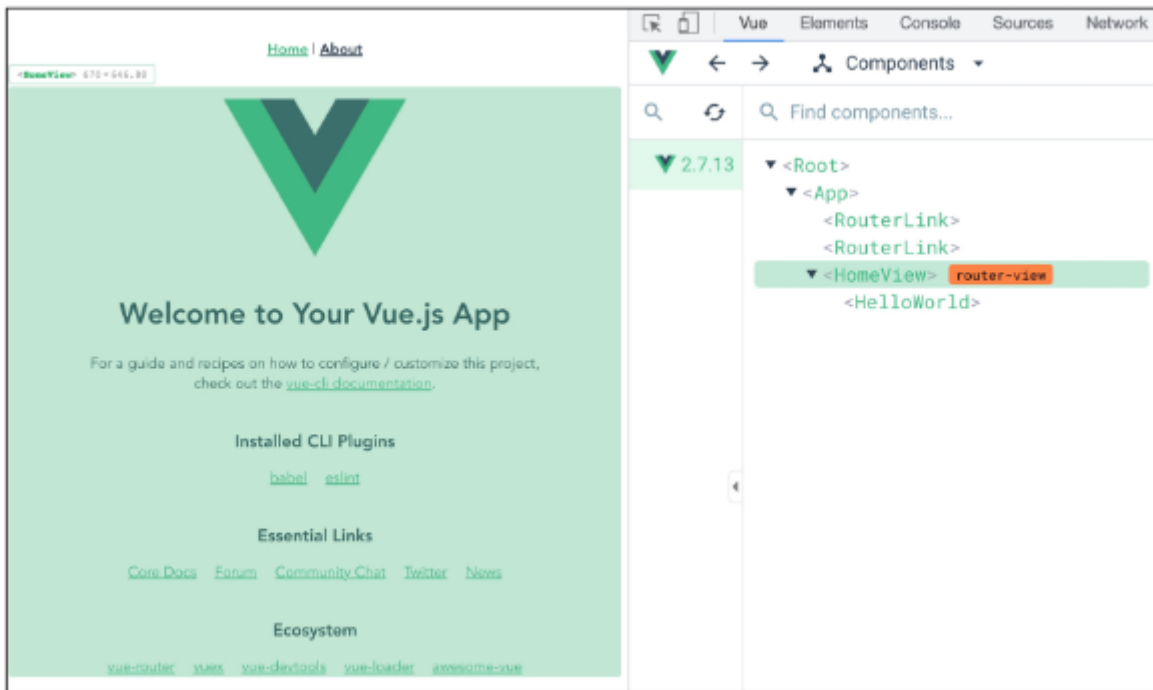 Home | About
<HomeView> 670 × 646.88
Welcome to Your Vue.js App
For a guide and recipes on how to configure / customize this project,
check out the vue-cli documentation.
Installed CLI Plugins
babel eslint
Essential Links
Core Docs Forum Community Chat Twitter News
Ecosystem
vue-router vuex vue-devtools vue-loader awesome-vue
Vue Elements Console Sources Network
Components
Find components...
2.7.13
<Root>
<App>
<RouterLink>
<RouterLink>
<HomeView> router-view
<HelloWorld>